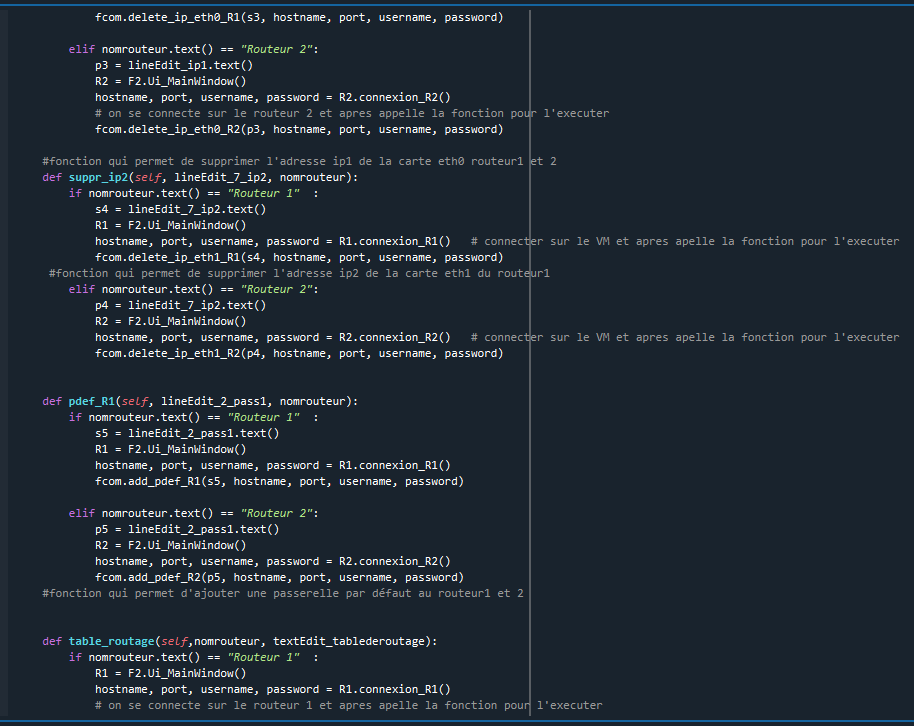 fcom.delete_ip_eth0_R1(s3, hostname, port, username, password)
elif nomrouteur.text() == "Routeur 2":
p3 = lineEdit_ip1.text()
R2 = F2.Ui_MainWindow()
hostname, port, username, password = R2.connexion_R2()
# on se connecte sur le routeur 2 et apres appelle la fonction pour l'executer
fcom.delete_ip_eth0_R2(p3, hostname, port, username, password)
#fonction qui permet de supprimer l'adresse ip1 de la carte eth0 routeur1 et 2
def suppr_ip2(self, lineEdit_7_ip2, nomrouteur):
if nomrouteur.text() == "Routeur 1"  :
s4 = lineEdit_7_ip2.text()
R1 = F2.Ui_MainWindow()
hostname, port, username, password = R1.connexion_R1()   # connecter sur le VM et apres apelle la fonction pour l'executer
fcom.delete_ip_eth1_R1(s4, hostname, port, username, password)
#fonction qui permet de supprimer l'adresse ip2 de la carte eth1 du routeur1
elif nomrouteur.text() == "Routeur 2":
p4 = lineEdit_7_ip2.text()
R2 = F2.Ui_MainWindow()
hostname, port, username, password = R2.connexion_R2()   # connecter sur le VM et apres apelle la fonction pour l'executer
fcom.delete_ip_eth1_R2(p4, hostname, port, username, password)
def pdef_R1(self, lineEdit_2_pass1, nomrouteur):
if nomrouteur.text() == "Routeur 1"  :
s5 = lineEdit_2_pass1.text()
R1 = F2.Ui_MainWindow()
hostname, port, username, password = R1.connexion_R1()
fcom.add_pdef_R1(s5, hostname, port, username, password)
elif nomrouteur.text() == "Routeur 2":
p5 = lineEdit_2_pass1.text()
R2 = F2.Ui_MainWindow()
hostname, port, username, password = R2.connexion_R2()
fcom.add_pdef_R2(p5, hostname, port, username, password)
#fonction qui permet d'ajouter une passerelle par défaut au routeur1 et 2
def table_routage(self,nomrouteur, textEdit_tablederoutage):
if nomrouteur.text() == "Routeur 1"  :
R1 = F2.Ui_MainWindow()
hostname, port, username, password = R1.connexion_R1()
# on se connecte sur le routeur 1 et apres apelle la fonction pour l'executer